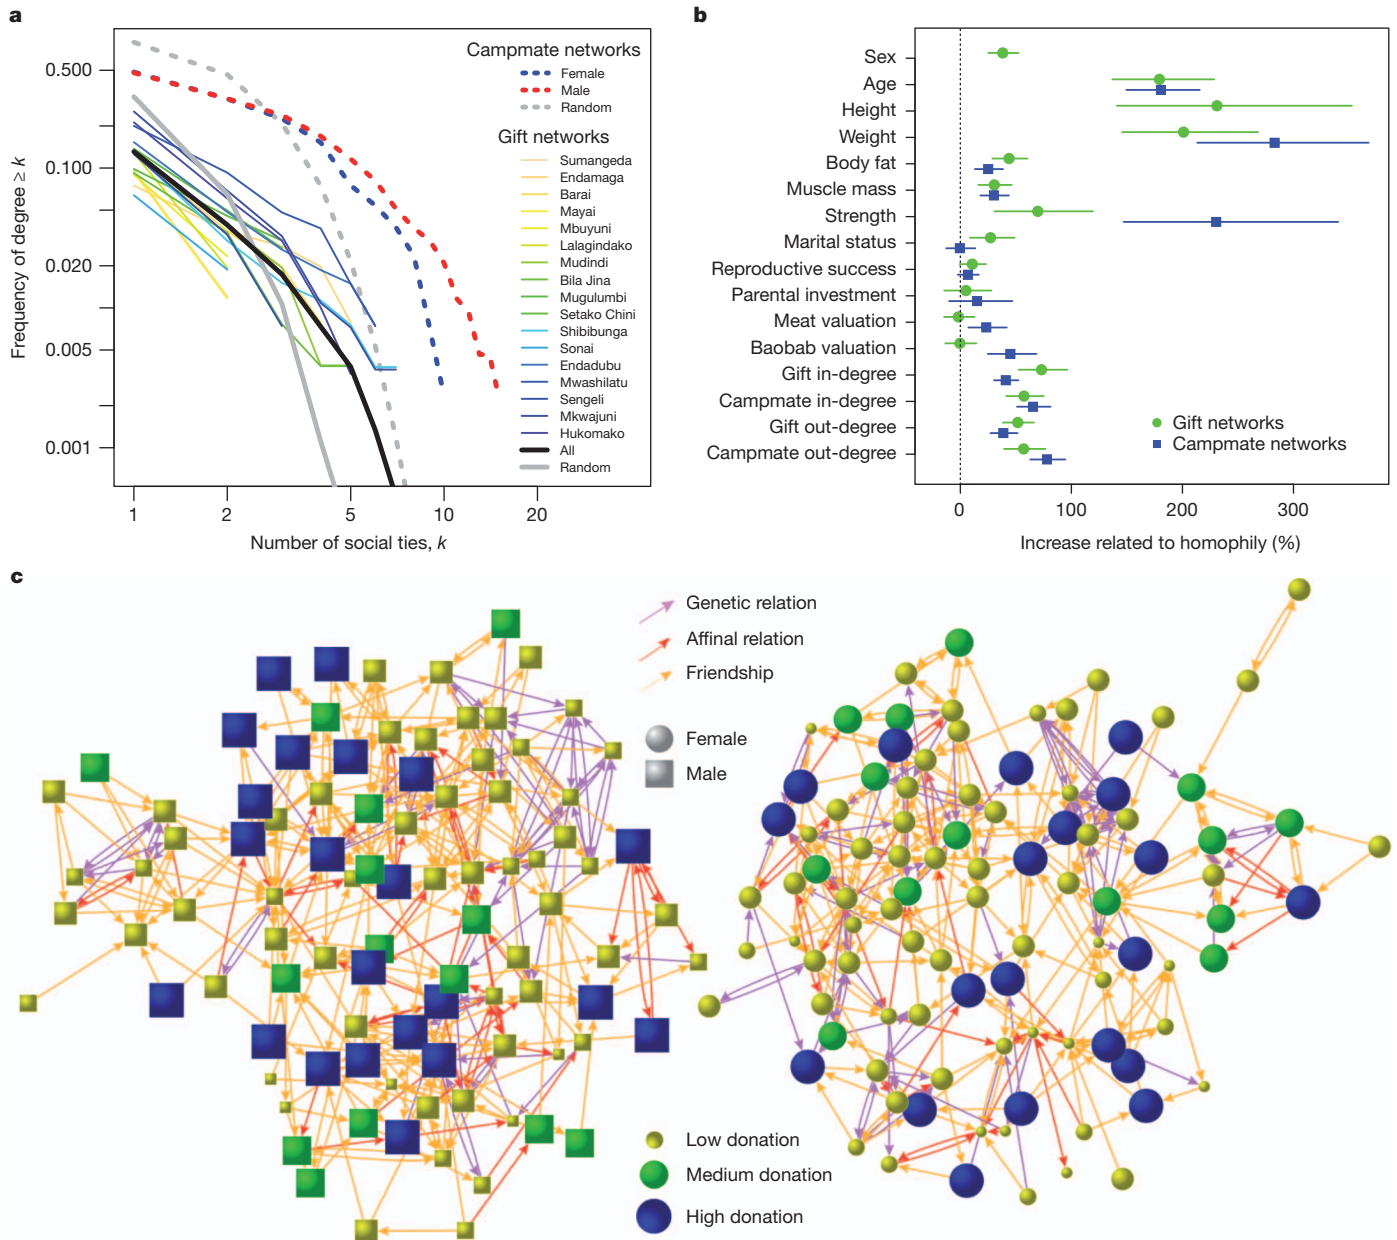 a
Frequency of degree ≥ k
0.500
0.100
0.020
0.005
0.001
1
2
5
10
20
Number of social ties, k
Campmate networks
Female
Male
Random
Gift networks
Sumangeda
Endamaga
Barai
Mayai
Mbuyuni
Lalagindako
Mudindi
Bila Jina
Mugulumbi
Setako Chini
Shibibunga
Sonai
Endadubu
Mwashilatu
Sengeli
Mkwajuni
Hukomako
All
Random
b
Sex
Age
Height
Weight
Body fat
Muscle mass
Strength
Marital status
Reproductive success
Parental investment
Meat valuation
Baobab valuation
Gift in-degree
Campmate in-degree
Gift out-degree
Campmate out-degree
Gift networks
Campmate networks
0
100
200
300
Increase related to homophily (%)
c
Genetic relation
Affinal relation
Friendship
Female
Male
Low donation
Medium donation
High donation